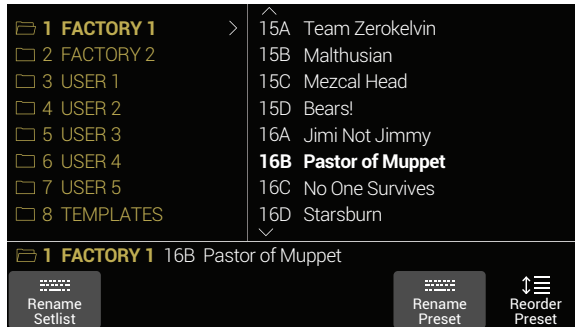 1 FACTORY 1
2 FACTORY 2
3 USER 1
4 USER 2
5 USER 3
6 USER 4
7 USER 5
8 TEMPLATES
15A Team Zerokelvin
15B Malthusian
15C Mezcal Head
15D Bears!
16A Jimi Not Jimmy
16B Pastor of Muppet
16C No One Survives
16D Starsburn
1 FACTORY 1 16B Pastor of Muppet
Rename
Setlist
Rename
Preset
Reorder
Preset